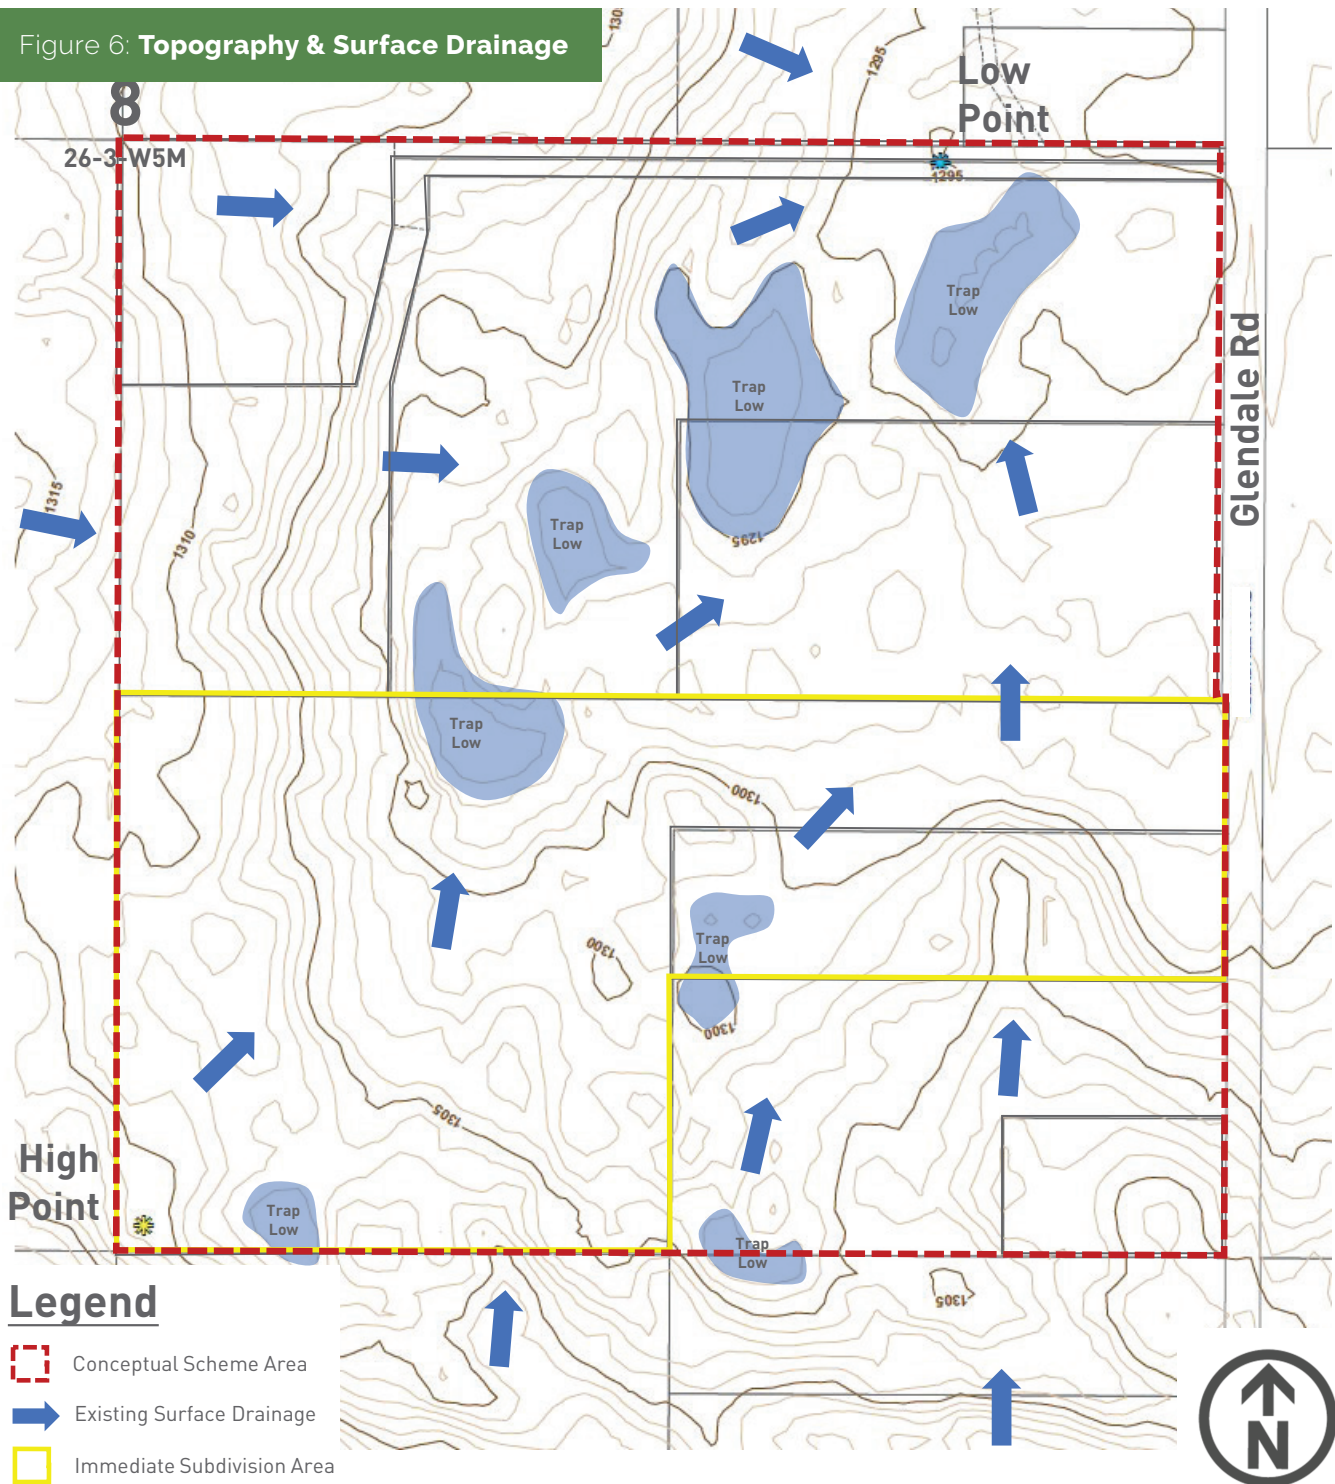 Figure 6: Topography & Surface Drainage
130
1295
Low
Point
8
26-3-W5M
1295
Trap
Low
Glendale Rd
Trap
Low
1315
1310
Trap
Low
1295
Trap
Low
1300
Trap
Low
1300
1300
1305
High
Point
Trap
Low
Trap
Low
1305
Legend
Conceptual Scheme Area
Existing Surface Drainage
Immediate Subdivision Area
N